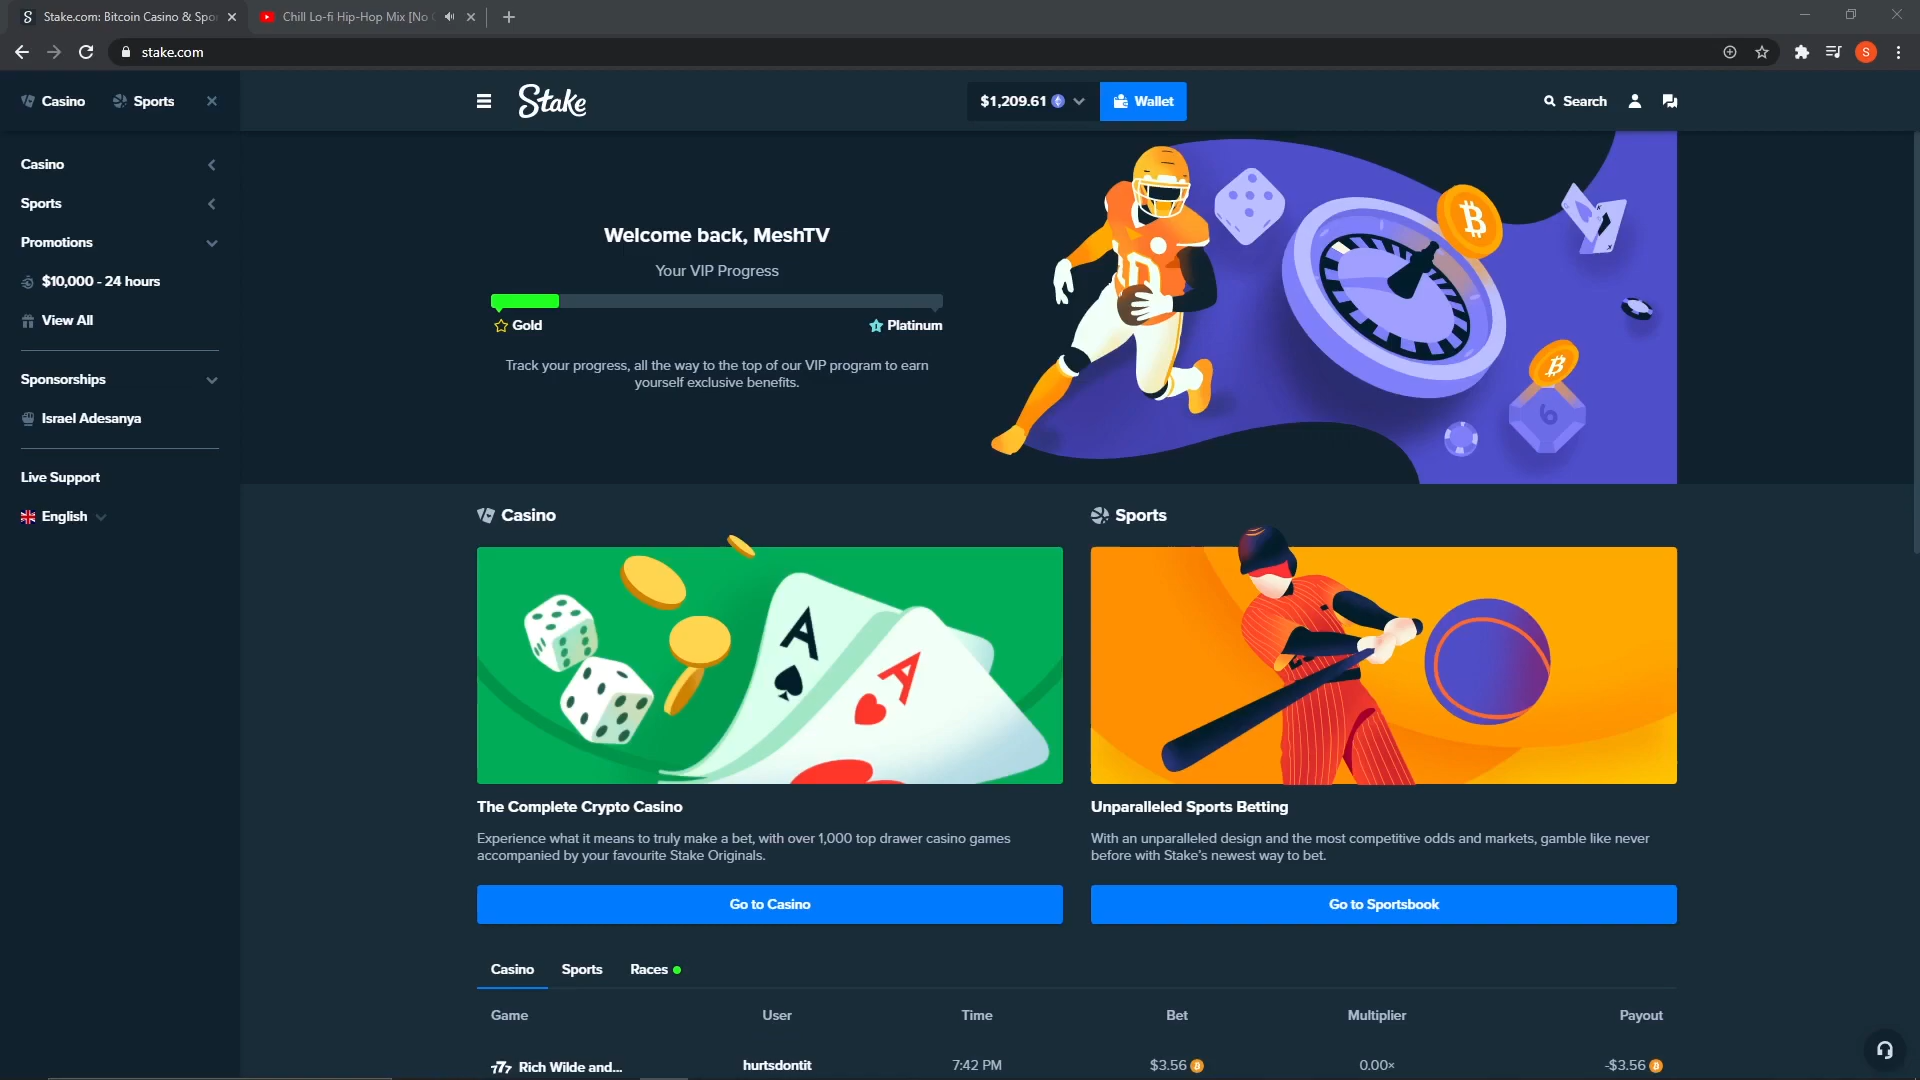 Stake.com: Bitcoin Casino & Spo
Chill Lo-fi Hip-Hop Mix [No
stake.com
S
Casino
Sports
Stake
$1,209.61
Wallet
Search
Casino
Sports
Promotions
$10,000 - 24 hours
View All
Sponsorships
Israel Adesanya
Live Support
English
Welcome back, MeshTV
Your VIP Progress
Gold
Platinum
Track your progress, all the way to the top of our VIP program to earn
yourself exclusive benefits.
Casino
Sports
A
A
6
The Complete Crypto Casino
Experience what it means to truly make a bet, with over 1,000 top drawer casino games
accompanied by your favourite Stake Originals.
Go to Casino
Unparalleled Sports Betting
With an unparalleled design and the most competitive odds and markets, gamble like never
before with Stake's newest way to bet.
Go to Sportsbook
Casino Sports Races
Game User Time Bet Multiplier Payout
Rich Wilde and... hurtsdontit 7:42 PM $3.56 0.00× -$3.56